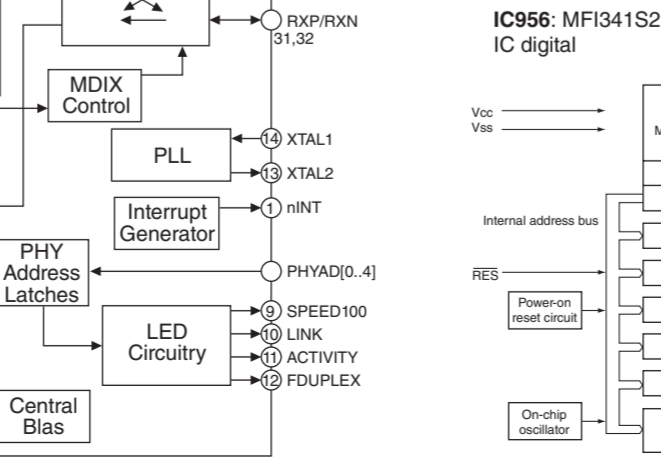 RXP/RXN
31,32
MDIX
Control
14 XTAL1
PLL
13 XTAL2
Interrupt
Generator
1 nINT
PHY
Address
Latches
PHYAD[0..4]
LED
Circuitry
9 SPEED100
10 LINK
11 ACTIVITY
12 FDUPLEX
Central
Blas
IC956: MFI341S2
IC digital
Vcc
Vss
Internal address bus
RES
Power-on
reset circuit
On-chip
oscillator